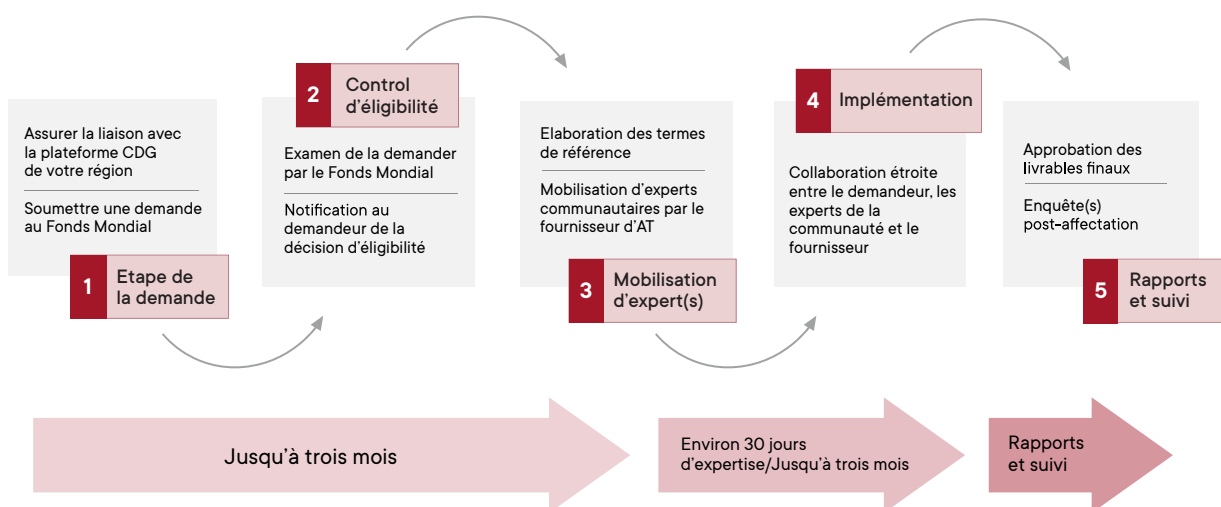 Assurer la liaison avec
la plateforme CDG
de votre région
Soumettre une demande
au Fonds Mondial
1
Etape de
la demande
2
Control
d'éligibilité
Examen de la demander
par le Fonds Mondial
Notification au
demandeur de la
décision d'éligibilité
Elaboration des termes
de référence
Mobilisation d'experts
communautaires par le
fournisseur d'AT
3
Mobilisation
d'expert(s)
4
Implémentation
Collaboration étroite
entre le demandeur, les
experts de la
communauté et le
fournisseur
Approbation des
livrables finaux
Enquête(s)
post-affectation
5
Rapports
et suivi
Jusqu'à trois mois
Environ 30 jours
d'expertise/Jusqu'à trois mois
Rapports
et suivi